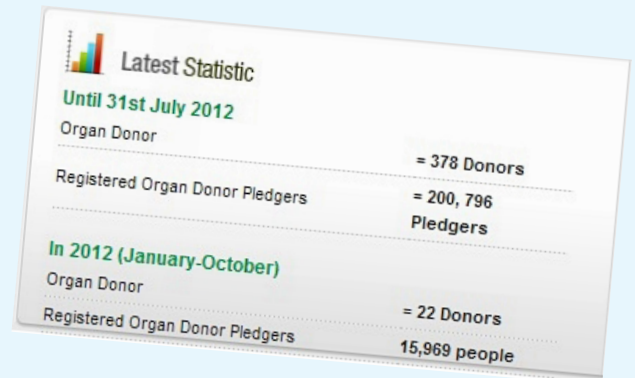 Latest Statistic
Until 31st July 2012
Organ Donor = 378 Donors
Registered Organ Donor Pledgers = 200, 796
Pledgers
In 2012 (January-October)
Organ Donor = 22 Donors
Registered Organ Donor Pledgers 15,969 people